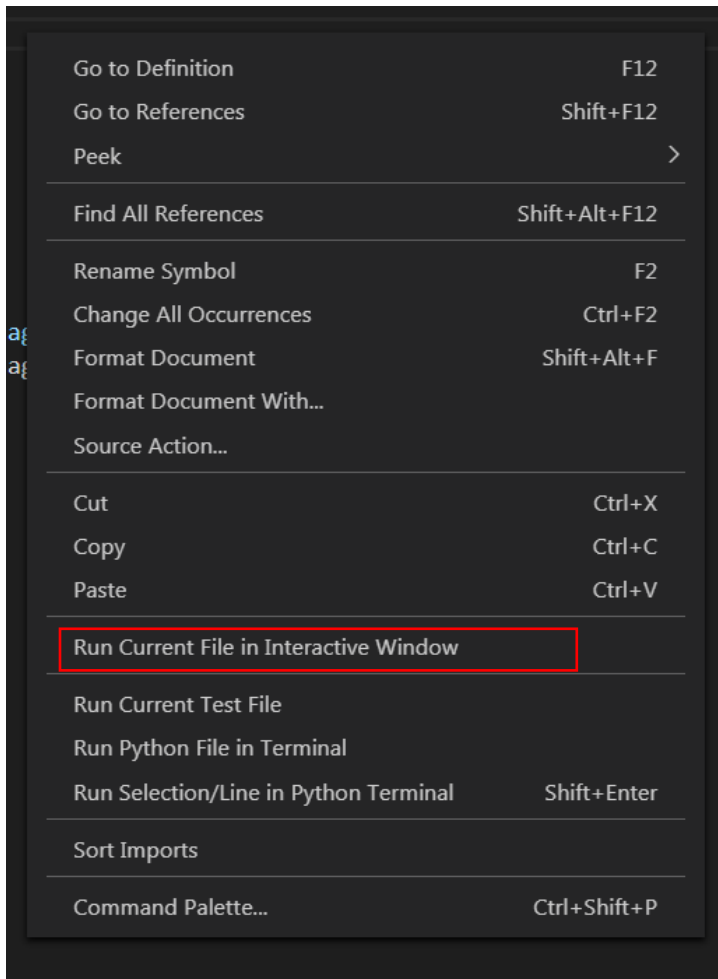 Go to Definition F12
Go to References Shift+F12
Peek
Find All References Shift+Alt+F12
Rename Symbol F2
Change All Occurrences Ctrl+F2
Format Document Shift+Alt+F
Format Document With...
Source Action...
Cut Ctrl+X
Copy Ctrl+C
Paste Ctrl+V
Run Current File in Interactive Window
Run Current Test File
Run Python File in Terminal
Run Selection/Line in Python Terminal Shift+Enter
Sort Imports
Command Palette... Ctrl+Shift+P